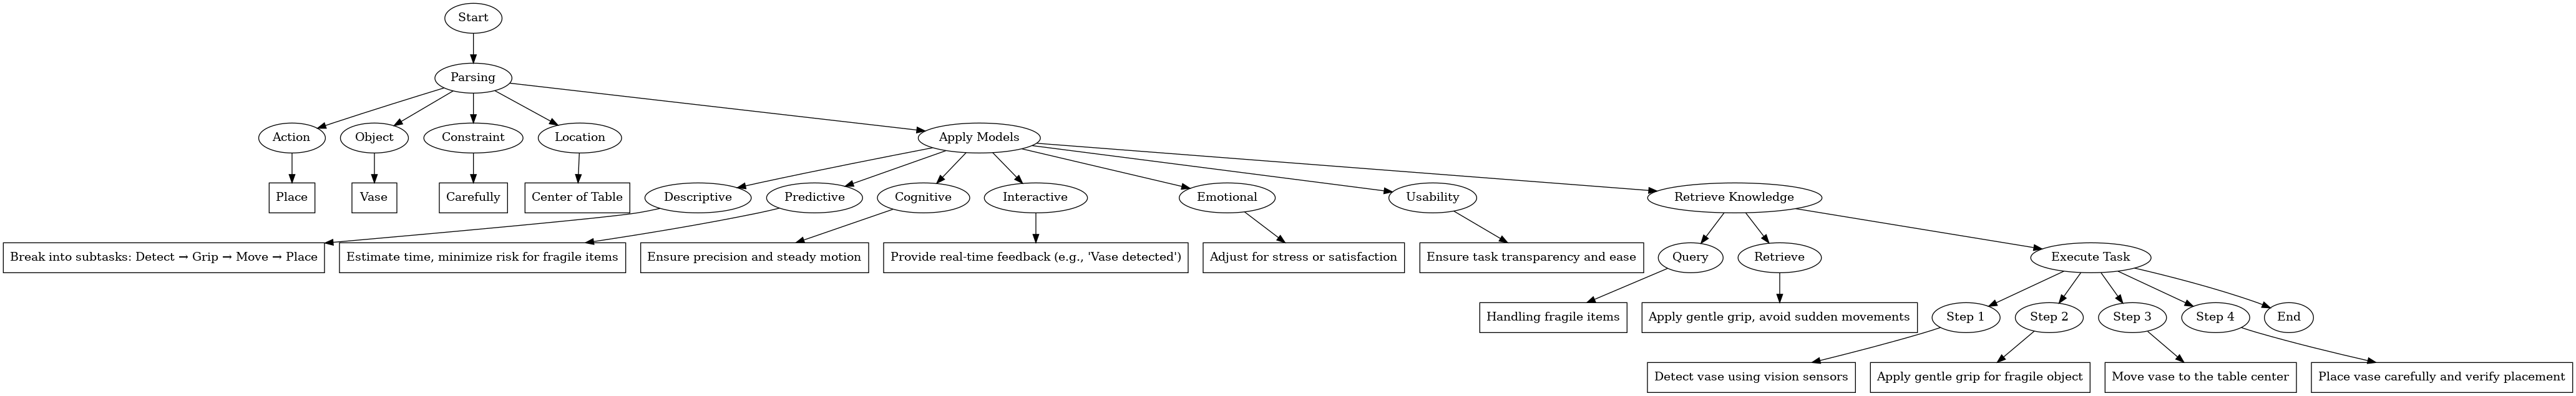 Start
Parsing
Action
Object
Constraint
Location
Apply Models
Place
Vase
Carefully
Center of Table
Descriptive
Predictive
Cognitive
Interactive
Emotional
Usability
Retrieve Knowledge
Break into subtasks: Detect → Grip → Move → Place
Estimate time, minimize risk for fragile items
Ensure precision and steady motion
Provide real-time feedback (e.g., 'Vase detected')
Adjust for stress or satisfaction
Ensure task transparency and ease
Query
Retrieve
Execute Task
Handling fragile items
Apply gentle grip, avoid sudden movements
Step 1
Step 2
Step 3
Step 4
End
Detect vase using vision sensors
Apply gentle grip for fragile object
Move vase to the table center
Place vase carefully and verify placement